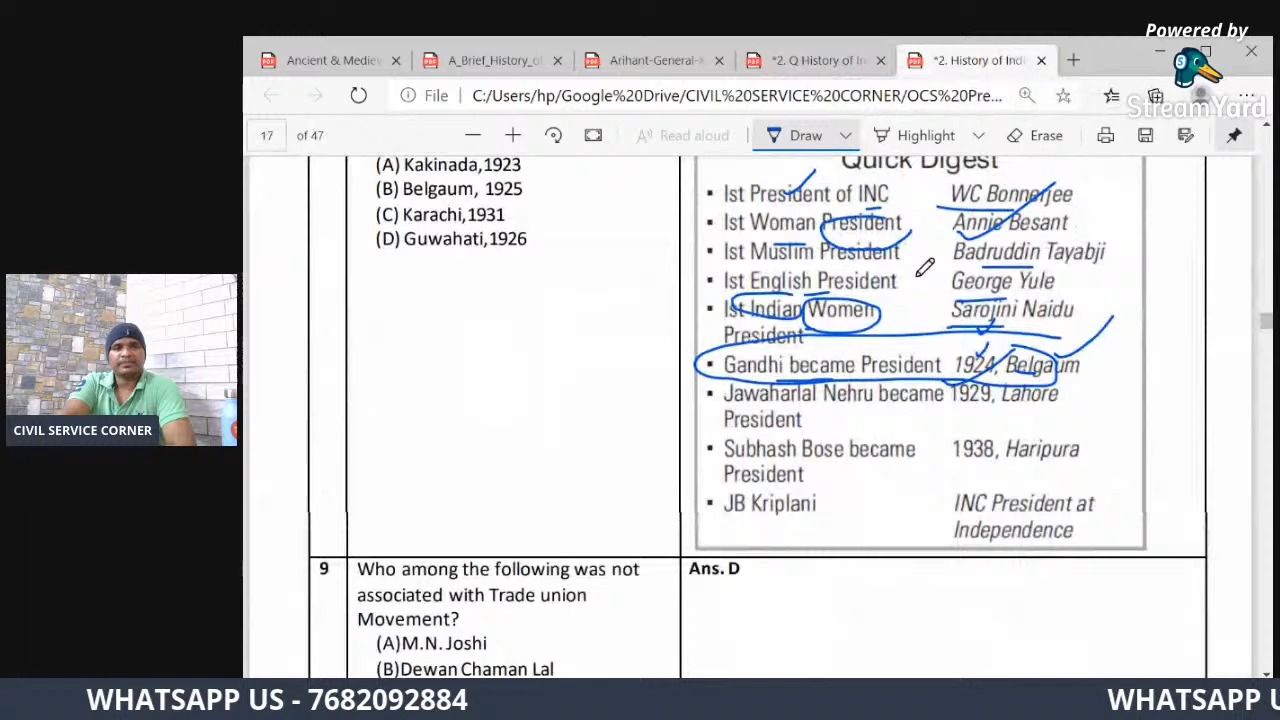 Powered by
StreamYard
Ancient & Mediev
A_Brief_History_of
Arihant-General-K
*2. Q History of In
*2. History of Indi
File C:/Users/hp/Google%20Drive/CIVIL%20SERVICE%20CORNER/OCS%20Pre...
17 of 47
Read aloud
Draw
Highlight
Erase
(A) Kakinada,1923
(B) Belgaum, 1925
(C) Karachi,1931
(D) Guwahati,1926
Quick Digest
▪ Ist President of INC WC Bonnerjee
▪ Ist Woman President Annie Besant
▪ Ist Muslim President Badruddin Tayabji
▪ Ist English President George Yule
▪ Ist Indian Women Sarojini Naidu
President
▪ Gandhi became President 1924, Belgaum
▪ Jawaharlal Nehru became 1929, Lahore
President
▪ Subhash Bose became 1938, Haripura
President
▪ JB Kriplani INC President at
Independence
9 Who among the following was not Ans. D
associated with Trade union
Movement?
(A)M.N. Joshi
(B)Dewan Chaman Lal
CIVIL SERVICE CORNER
WHATSAPP US - 7682092884 WHATSAPP U